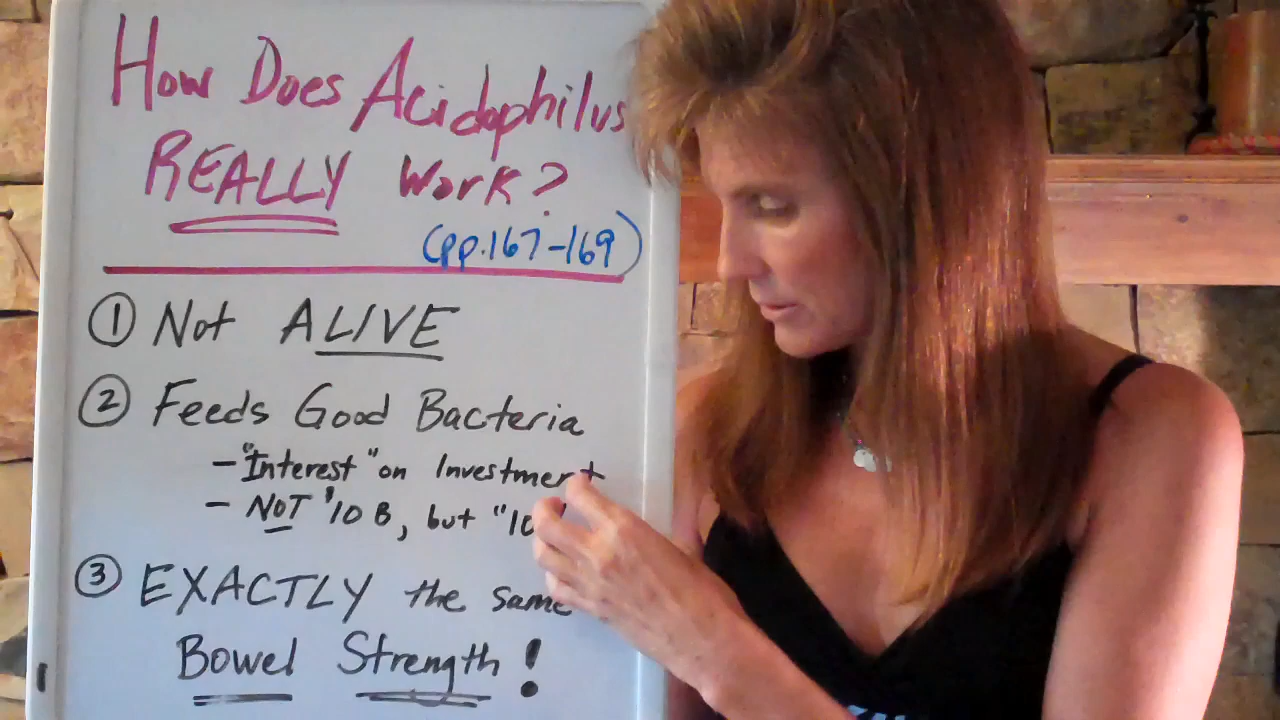 How Does Acidophilus
REALLY Work?
(pp.167-169)
① Not ALIVE
② Feeds Good Bacteria
- "Interest" on Investment
- NOT "10 B, but "10
③ EXACTLY the same
Bowel Strength!